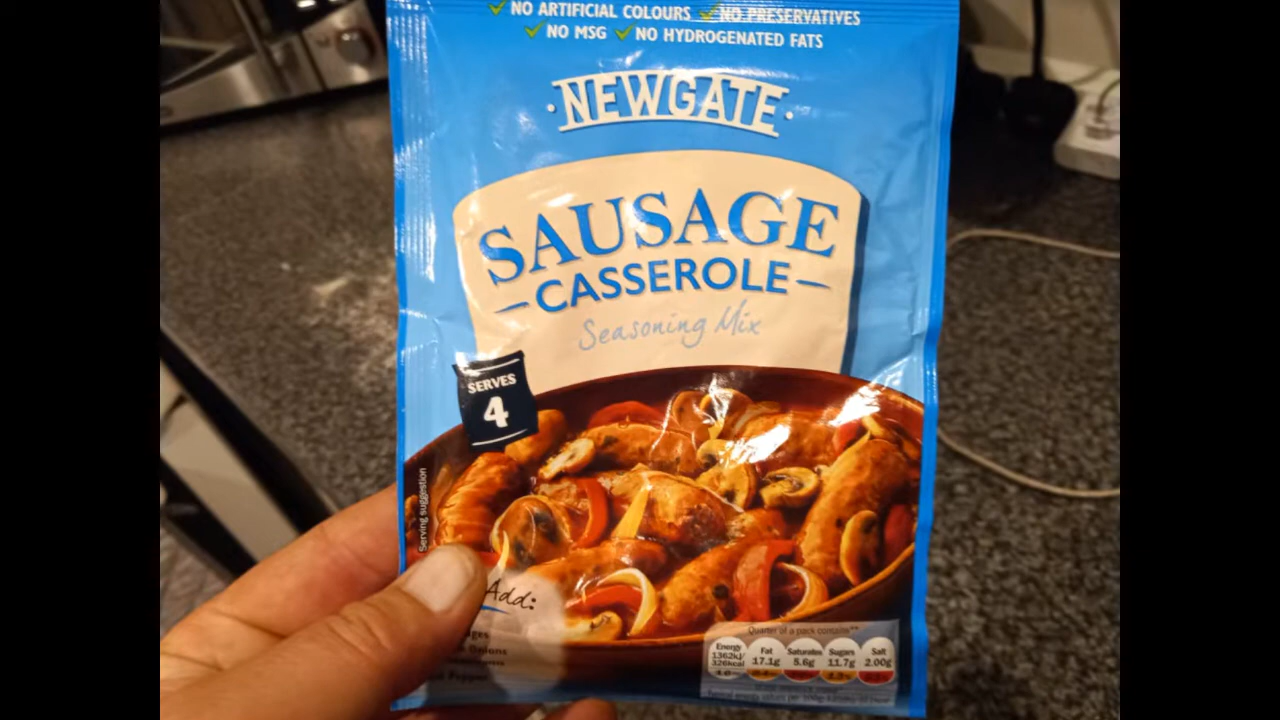 ✓NO ARTIFICIAL COLOURS ✓NO PRESERVATIVES
✓NO MSG ✓NO HYDROGENATED FATS
·NEWGATE·
SAUSAGE
CASSEROLE
Seasoning Mix
SERVES
4
Serving suggestion
Add:
Onions
Quarter of a pack contains**
Energy 1362kJ/ 326kcal
Fat 17.1g
Saturates 5.6g
Sugars 11.7g
Salt 2.00g